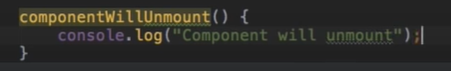 componentWillUnmount() {
console.log("Component will unmount");
}